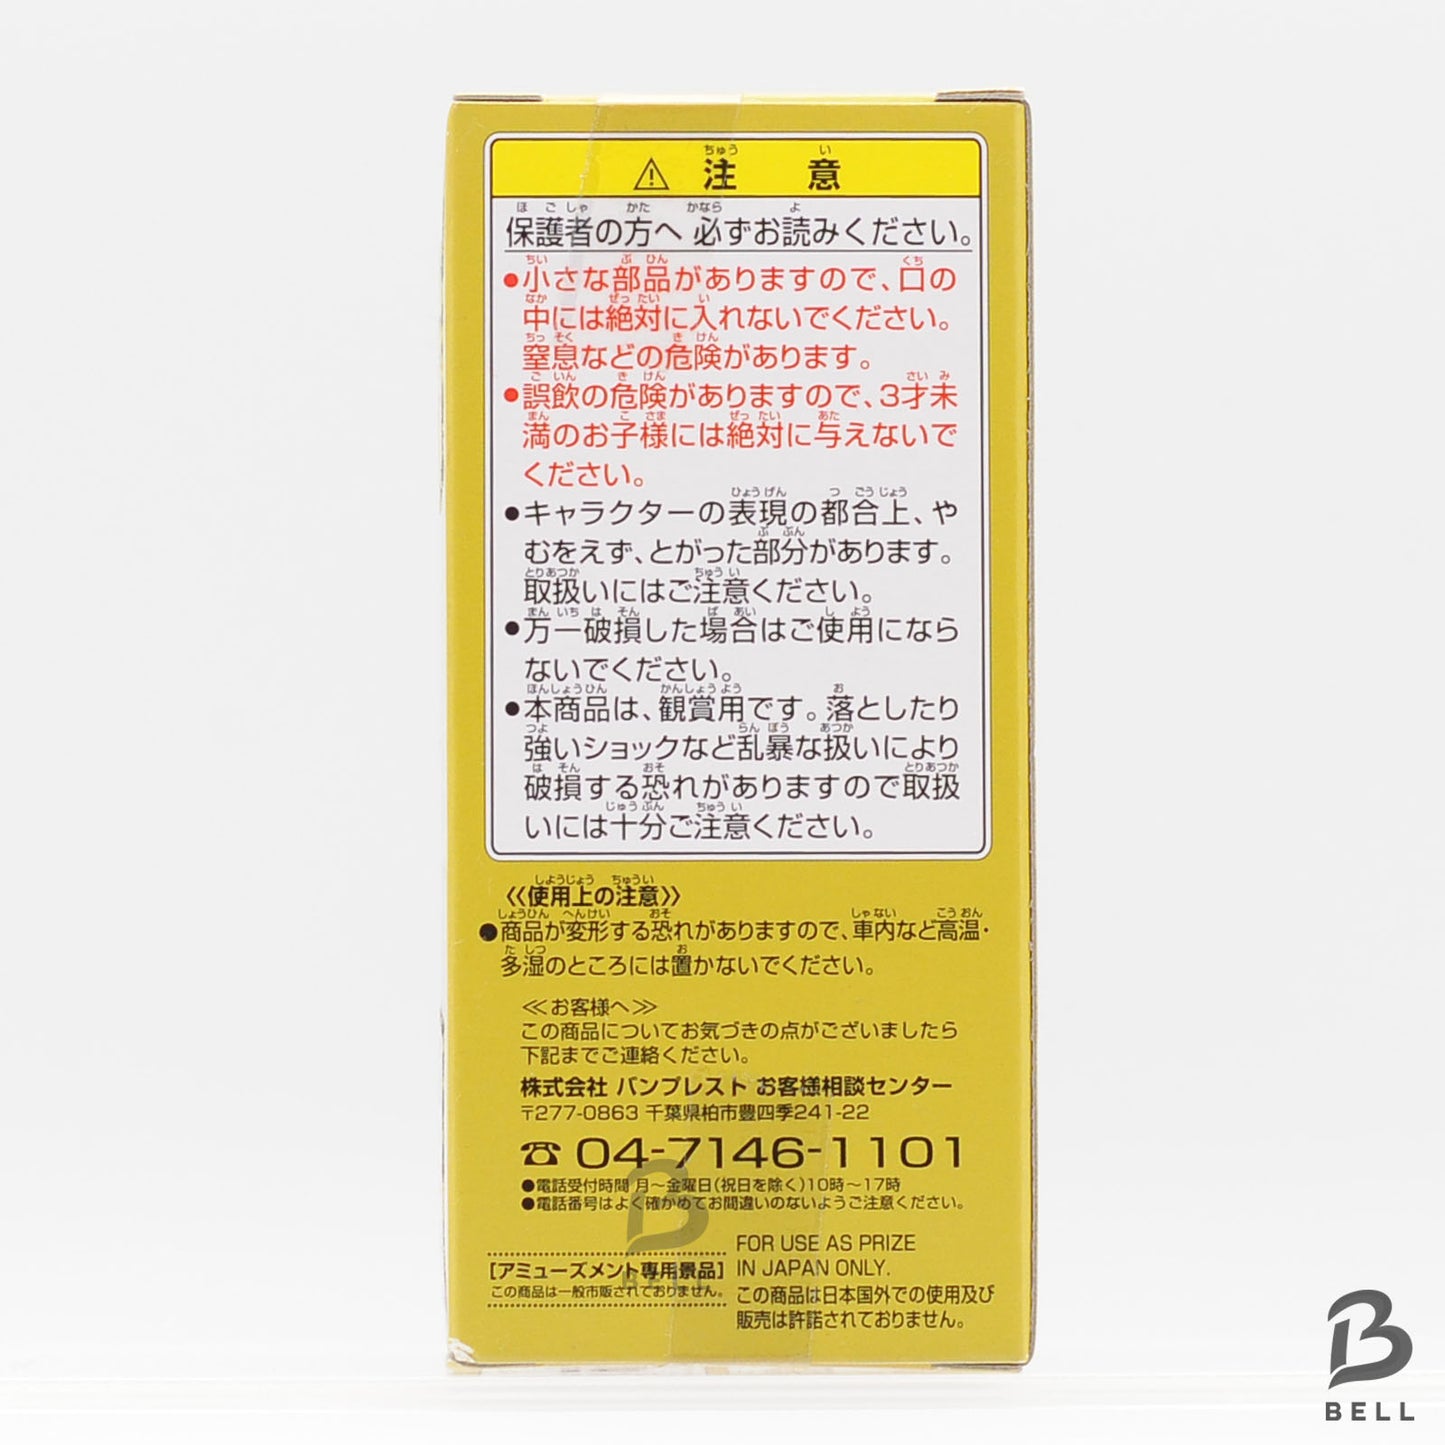 ⚠ 注意
保護者の方へ 必ずお読みください。
●小さな部品がありますので、口の
中には絶対に入れないでください。
窒息などの危険があります。
●誤飲の危険がありますので、3才未
満のお子様には絶対に与えないで
ください。
●キャラクターの表現の都合上、や
むをえず、とがった部分があります。
取扱いにはご注意ください。
●万一破損した場合はご使用になら
ないでください。
●本商品は、観賞用です。落としたり
強いショックなど乱暴な扱いにより
破損する恐れがありますので取扱
いには十分ご注意ください。
《使用上の注意》
●商品が変形する恐れがありますので、車内など高温・
多湿のところには置かないでください。
≪お客様へ≫
この商品についてお気づきの点がございましたら
下記までご連絡ください。
株式会社 バンプレスト お客様相談センター
〒277-0863 千葉県柏市豊四季241-22
☎ 04-7146-1101
●電話受付時間 月〜金曜日(祝日を除く)10時〜17時
●電話番号はよく確かめてお間違いのないようご注意ください。
[アミューズメント専用景品]
この商品は一般市販されておりません。
FOR USE AS PRIZE
IN JAPAN ONLY.
この商品は日本国外での使用及び
販売は許諾されておりません。
BELL
BELL